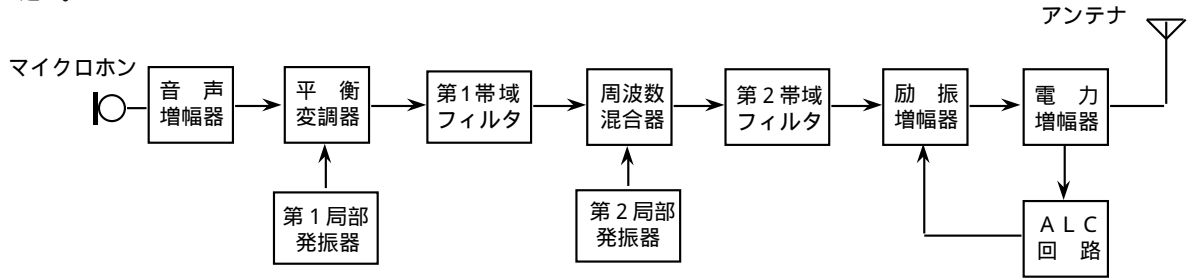 アンテナ
マイクロホン
音 声
増幅器
平 衡
変調器
第1帯域
フィルタ
周波数
混合器
第2帯域
フィルタ
励 振
増幅器
電 力
増幅器
第1局部
発振器
第2局部
発振器
ALC
回 路